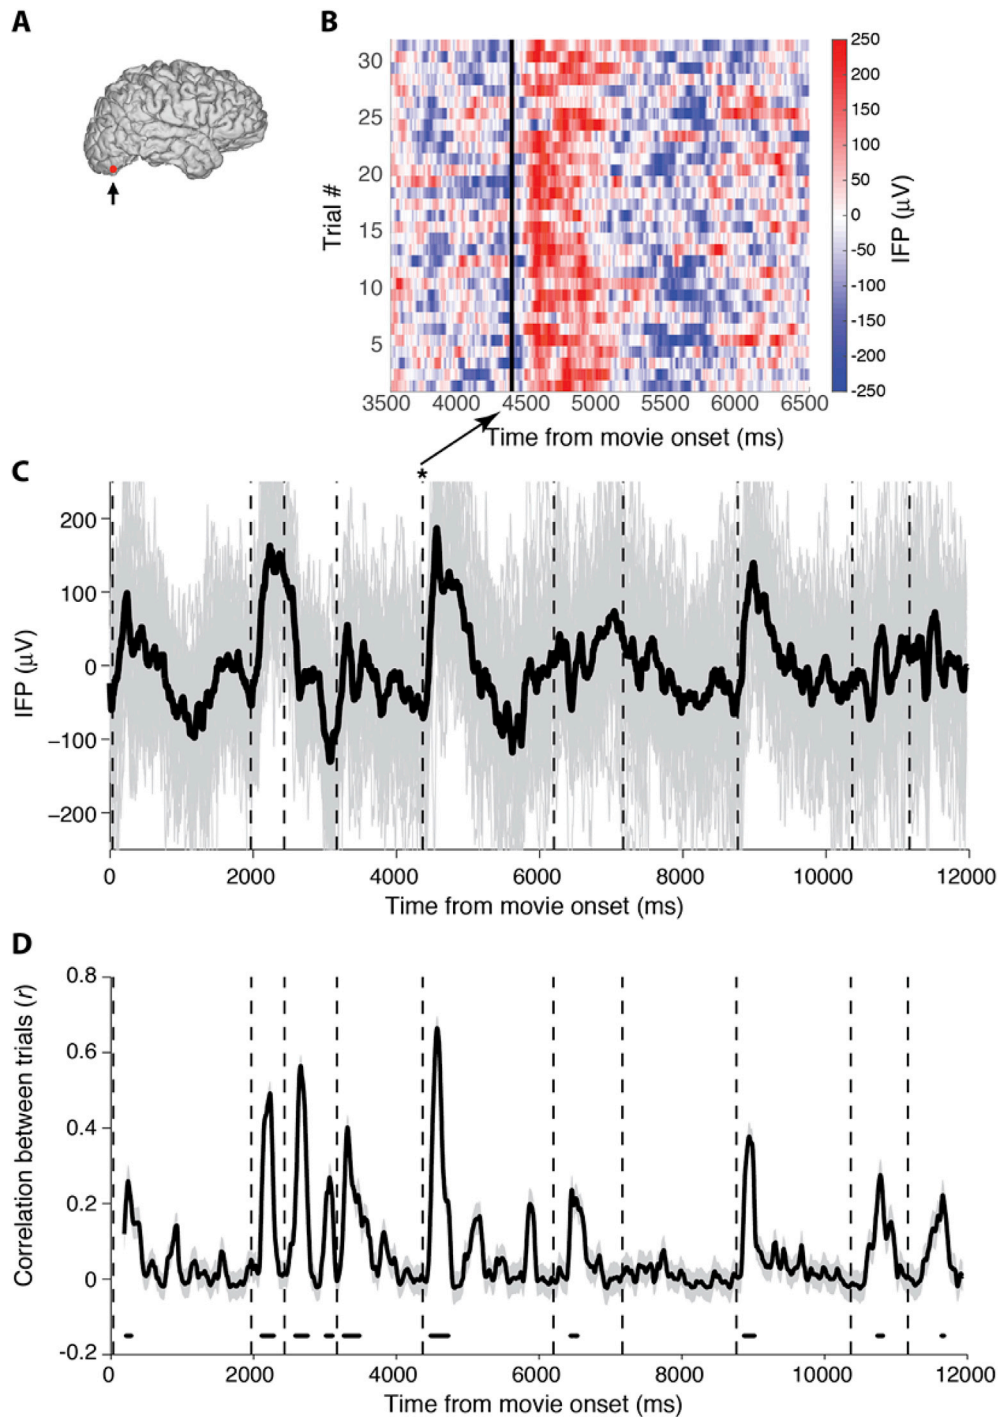 A
B
30
25
20
15
10
5
Trial #
3500 4000 4500 5000 5500 6000 6500
Time from movie onset (ms)
250
200
150
100
50
0
-50
-100
-150
-200
-250
IFP (μV)
*
C
200
100
0
−100
−200
IFP (μV)
0 2000 4000 6000 8000 10000 12000
Time from movie onset (ms)
D
0.8
0.6
0.4
0.2
0
-0.2
Correlation between trials (r)
0 2000 4000 6000 8000 10000 12000
Time from movie onset (ms)